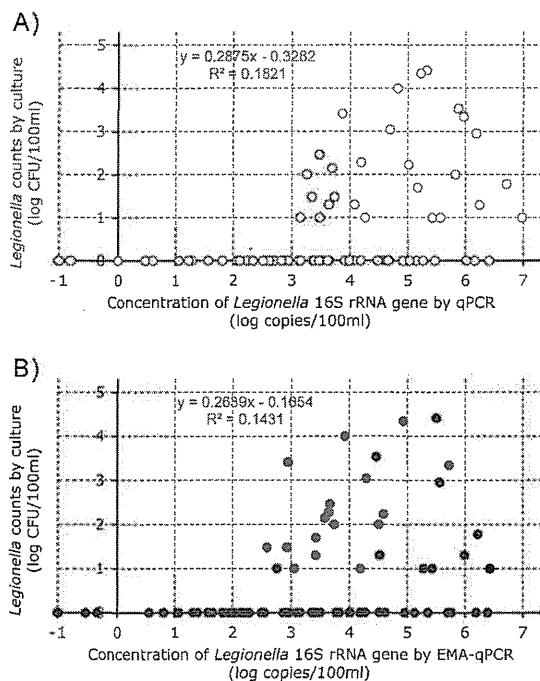 A)
y = 0.2875x - 0.3282
R² = 0.1821
Legionella counts by culture
(log CFU/100ml)
5
4
3
2
1
0
-1 0 1 2 3 4 5 6 7
Concentration of Legionella 16S rRNA gene by qPCR
(log copies/100ml)
B)
y = 0.2639x - 0.1654
R² = 0.1431
Legionella counts by culture
(log CFU/100ml)
5
4
3
2
1
0
-1 0 1 2 3 4 5 6 7
Concentration of Legionella 16S rRNA gene by EMA-qPCR
(log copies/100ml)